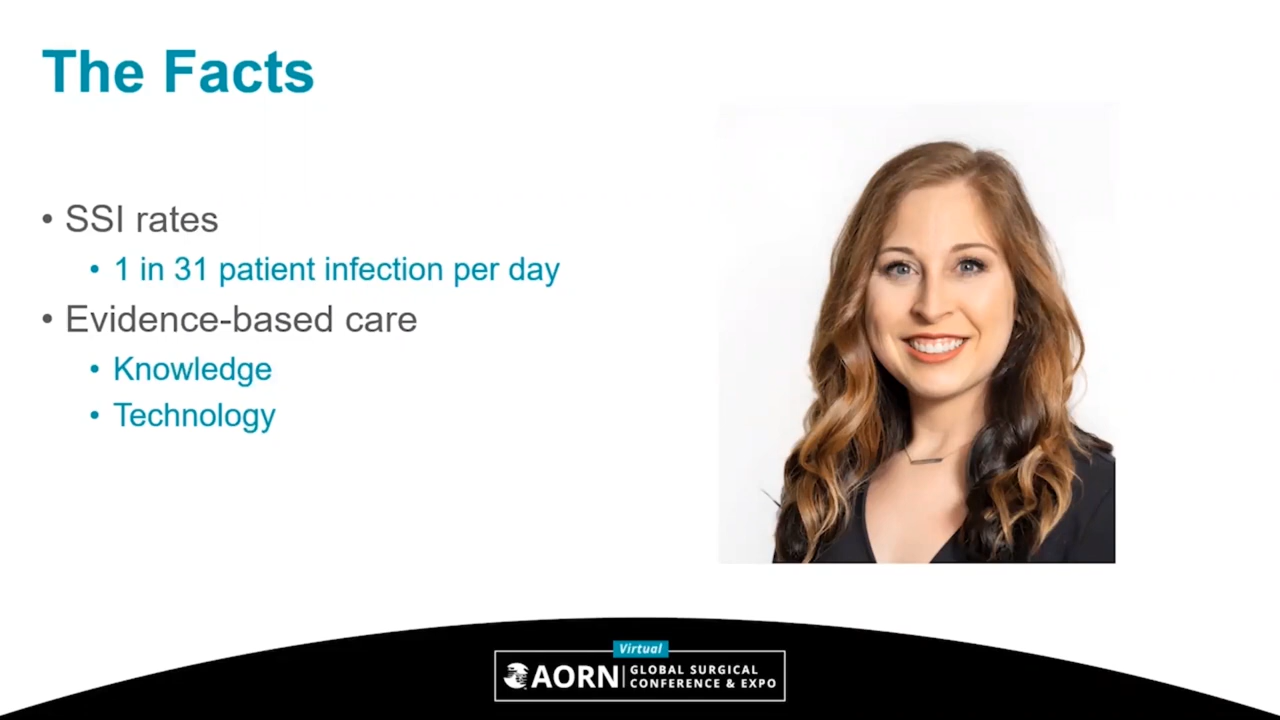 The Facts
• SSI rates
• 1 in 31 patient infection per day
• Evidence-based care
• Knowledge
• Technology
Virtual
AORN GLOBAL SURGICAL
CONFERENCE & EXPO